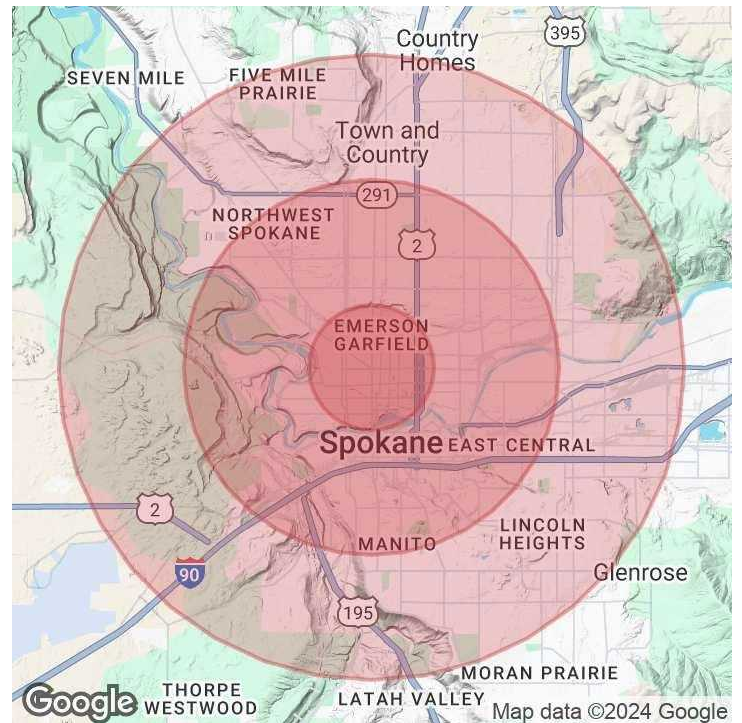 395
Country
Homes
SEVEN MILE
FIVE MILE
PRAIRIE
Town and
Country
291
NORTHWEST
SPOKANE
2
EMERSON
GARFIELD
Spokane
EAST CENTRAL
2
LINCOLN
HEIGHTS
MANITO
90
Glenrose
195
MORAN PRAIRIE
THORPE
WESTWOOD
LATAH VALLEY
Google
Map data ©2024 Google